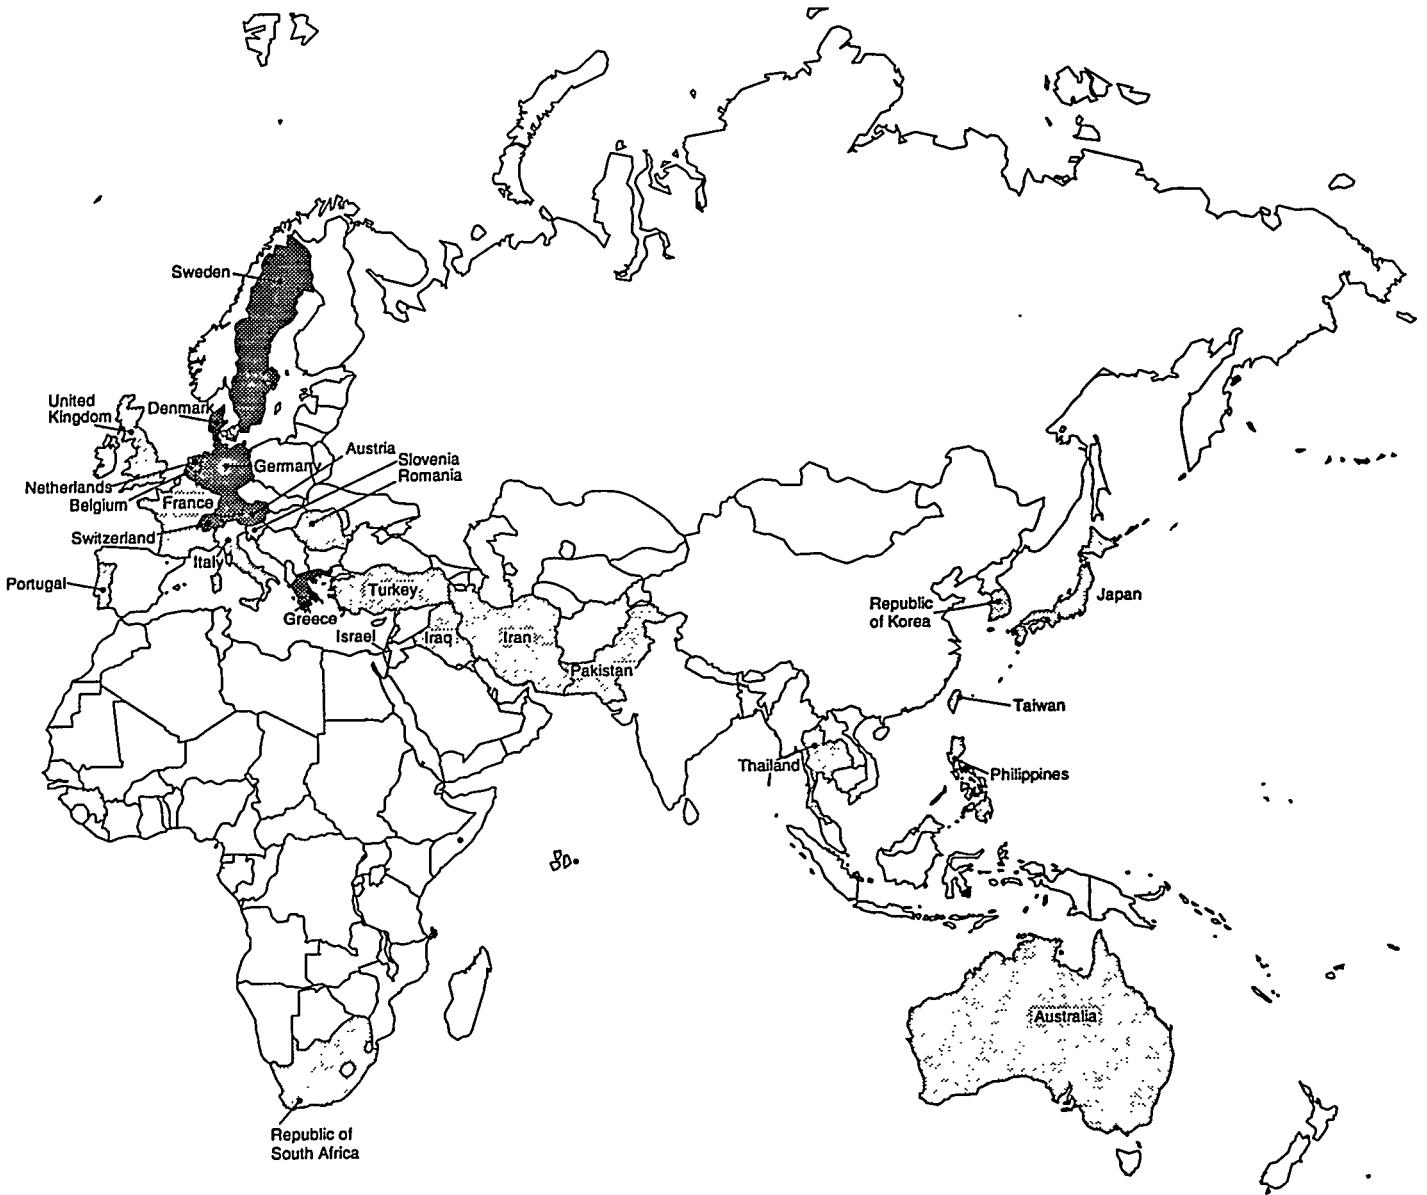 Sweden
United
Kingdom
Denmark
Germany
Austria
Slovenia
Romania
Netherlands
Belgium
France
Switzerland
Italy
Portugal
Turkey
Greece
Israel
Iraq
Iran
Pakistan
Republic
of Korea
Japan
Taiwan
Thailand
Philippines
Australia
Republic of
South Africa